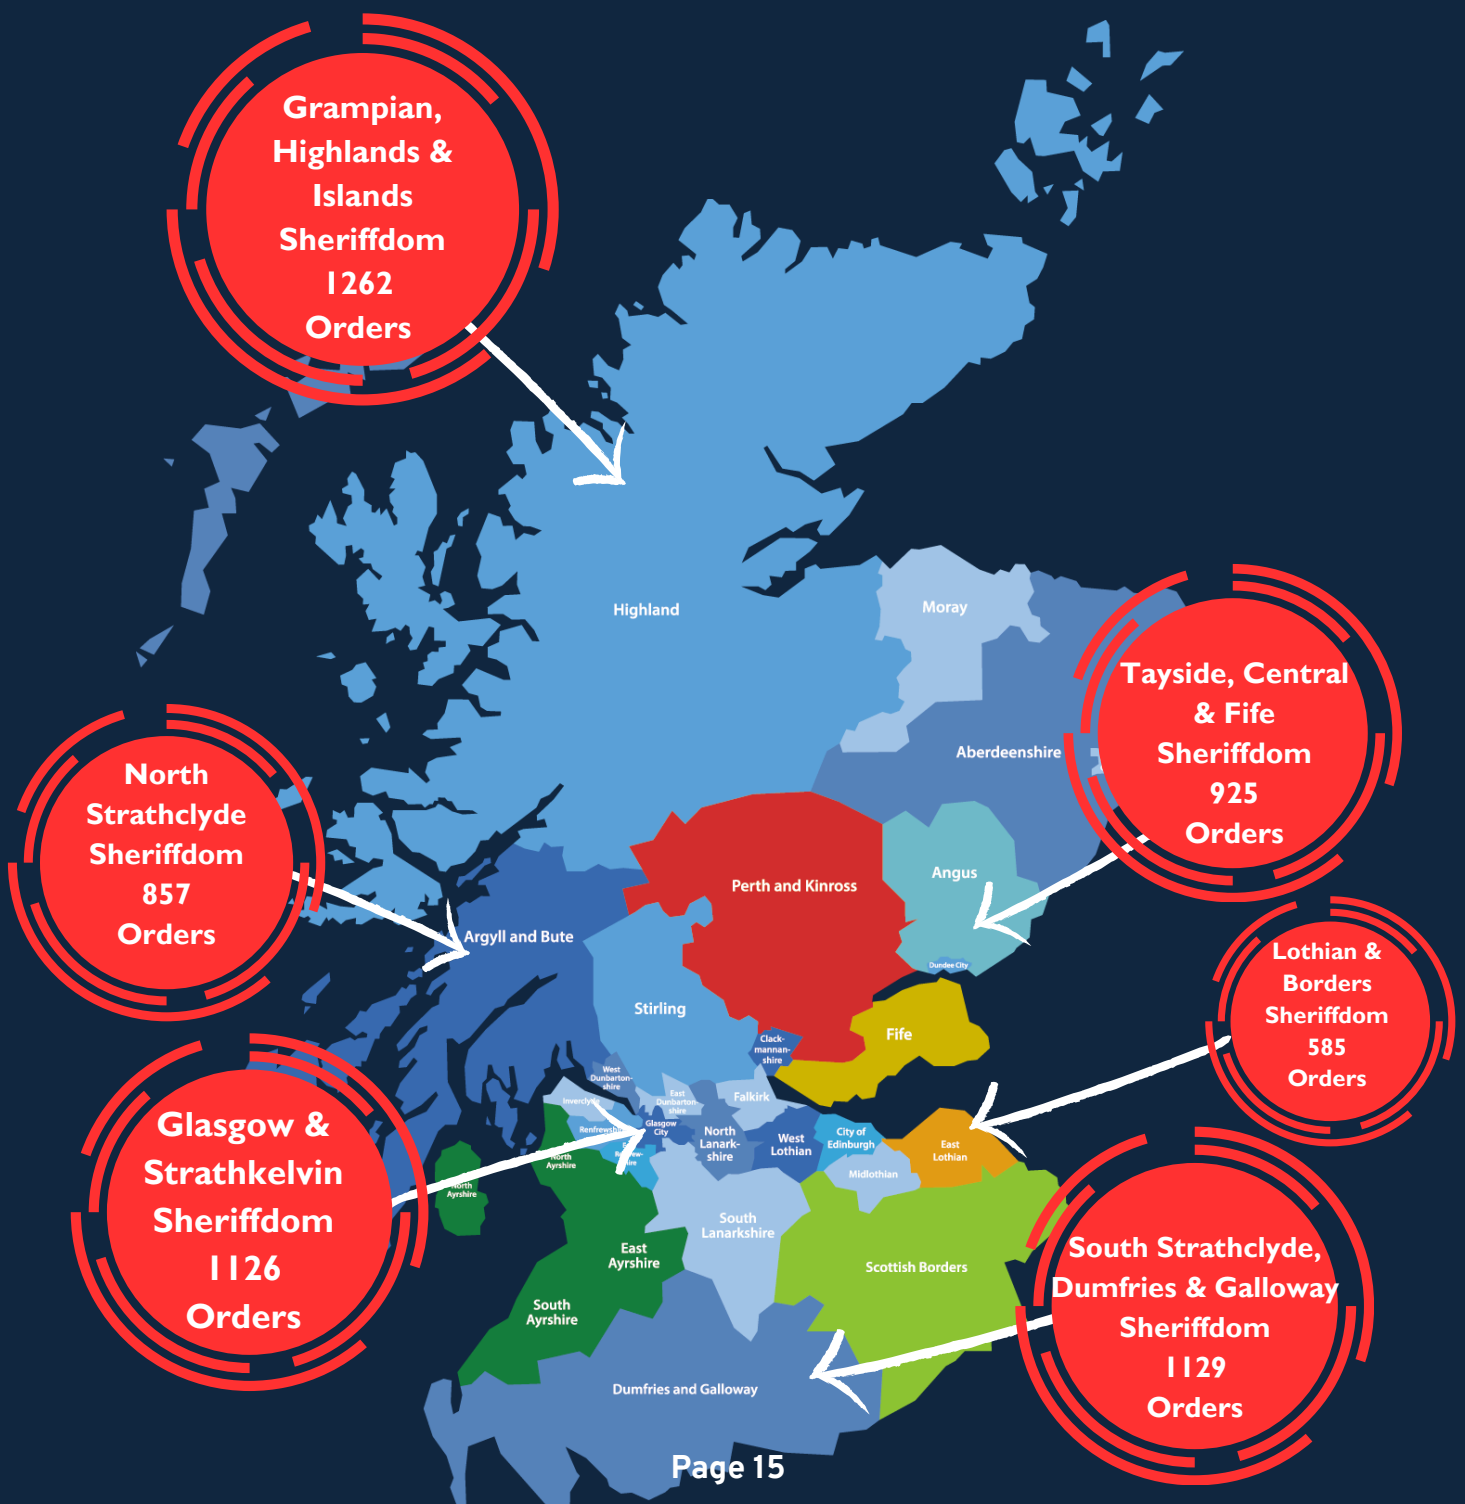 Grampian,
Highlands &
Islands
Sheriffdom
1262
Orders
Highland
Moray
Aberdeenshire
Tayside, Central
& Fife
Sheriffdom
925
Orders
North
Strathclyde
Sheriffdom
857
Orders
Perth and Kinross
Angus
Argyll and Bute
Dundee City
Stirling
Fife
Clack-
mannan-
shire
Lothian &
Borders
Sheriffdom
585
Orders
West
Dunbarton-
shire
East
Dunbarton-
shire
Falkirk
Inverclyde
Glasgow
City
North
Lanark-
shire
West
Lothian
City of
Edinburgh
East
Lothian
Midlothian
North
Ayrshire
North
Ayrshire
Glasgow &
Strathkelvin
Sheriffdom
1126
Orders
South
Lanarkshire
East
Ayrshire
South
Ayrshire
Scottish Borders
South Strathclyde,
Dumfries & Galloway
Sheriffdom
1129
Orders
Dumfries and Galloway
Page 15